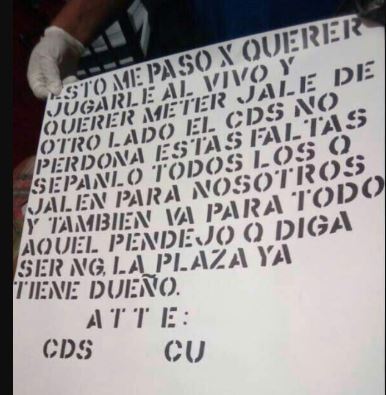 ESTO ME PASO X QUERER
JUGARLE AL VIVO Y
QUERER METER JALE DE
OTRO LADO EL CDS NO
PERDONA ESTAS FALTAS
SEPANLO TODOS LOS Q
JALEN PARA NOSOTROS
Y TAMBIEN VA PARA TODO
AQUEL PENDEJO Q DIGA
SER NG, LA PLAZA YA
TIENE DUEÑO.
ATTE:
CDS CU